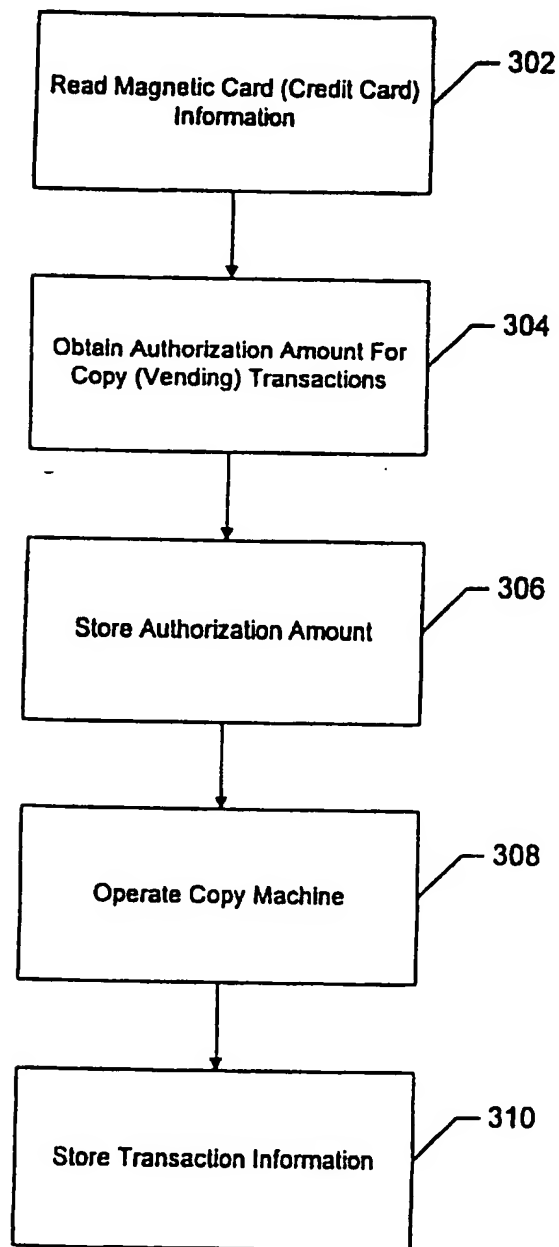 Read Magnetic Card (Credit Card)
Information
302
Obtain Authorization Amount For
Copy (Vending) Transactions
304
Store Authorization Amount
306
Operate Copy Machine
308
Store Transaction Information
310